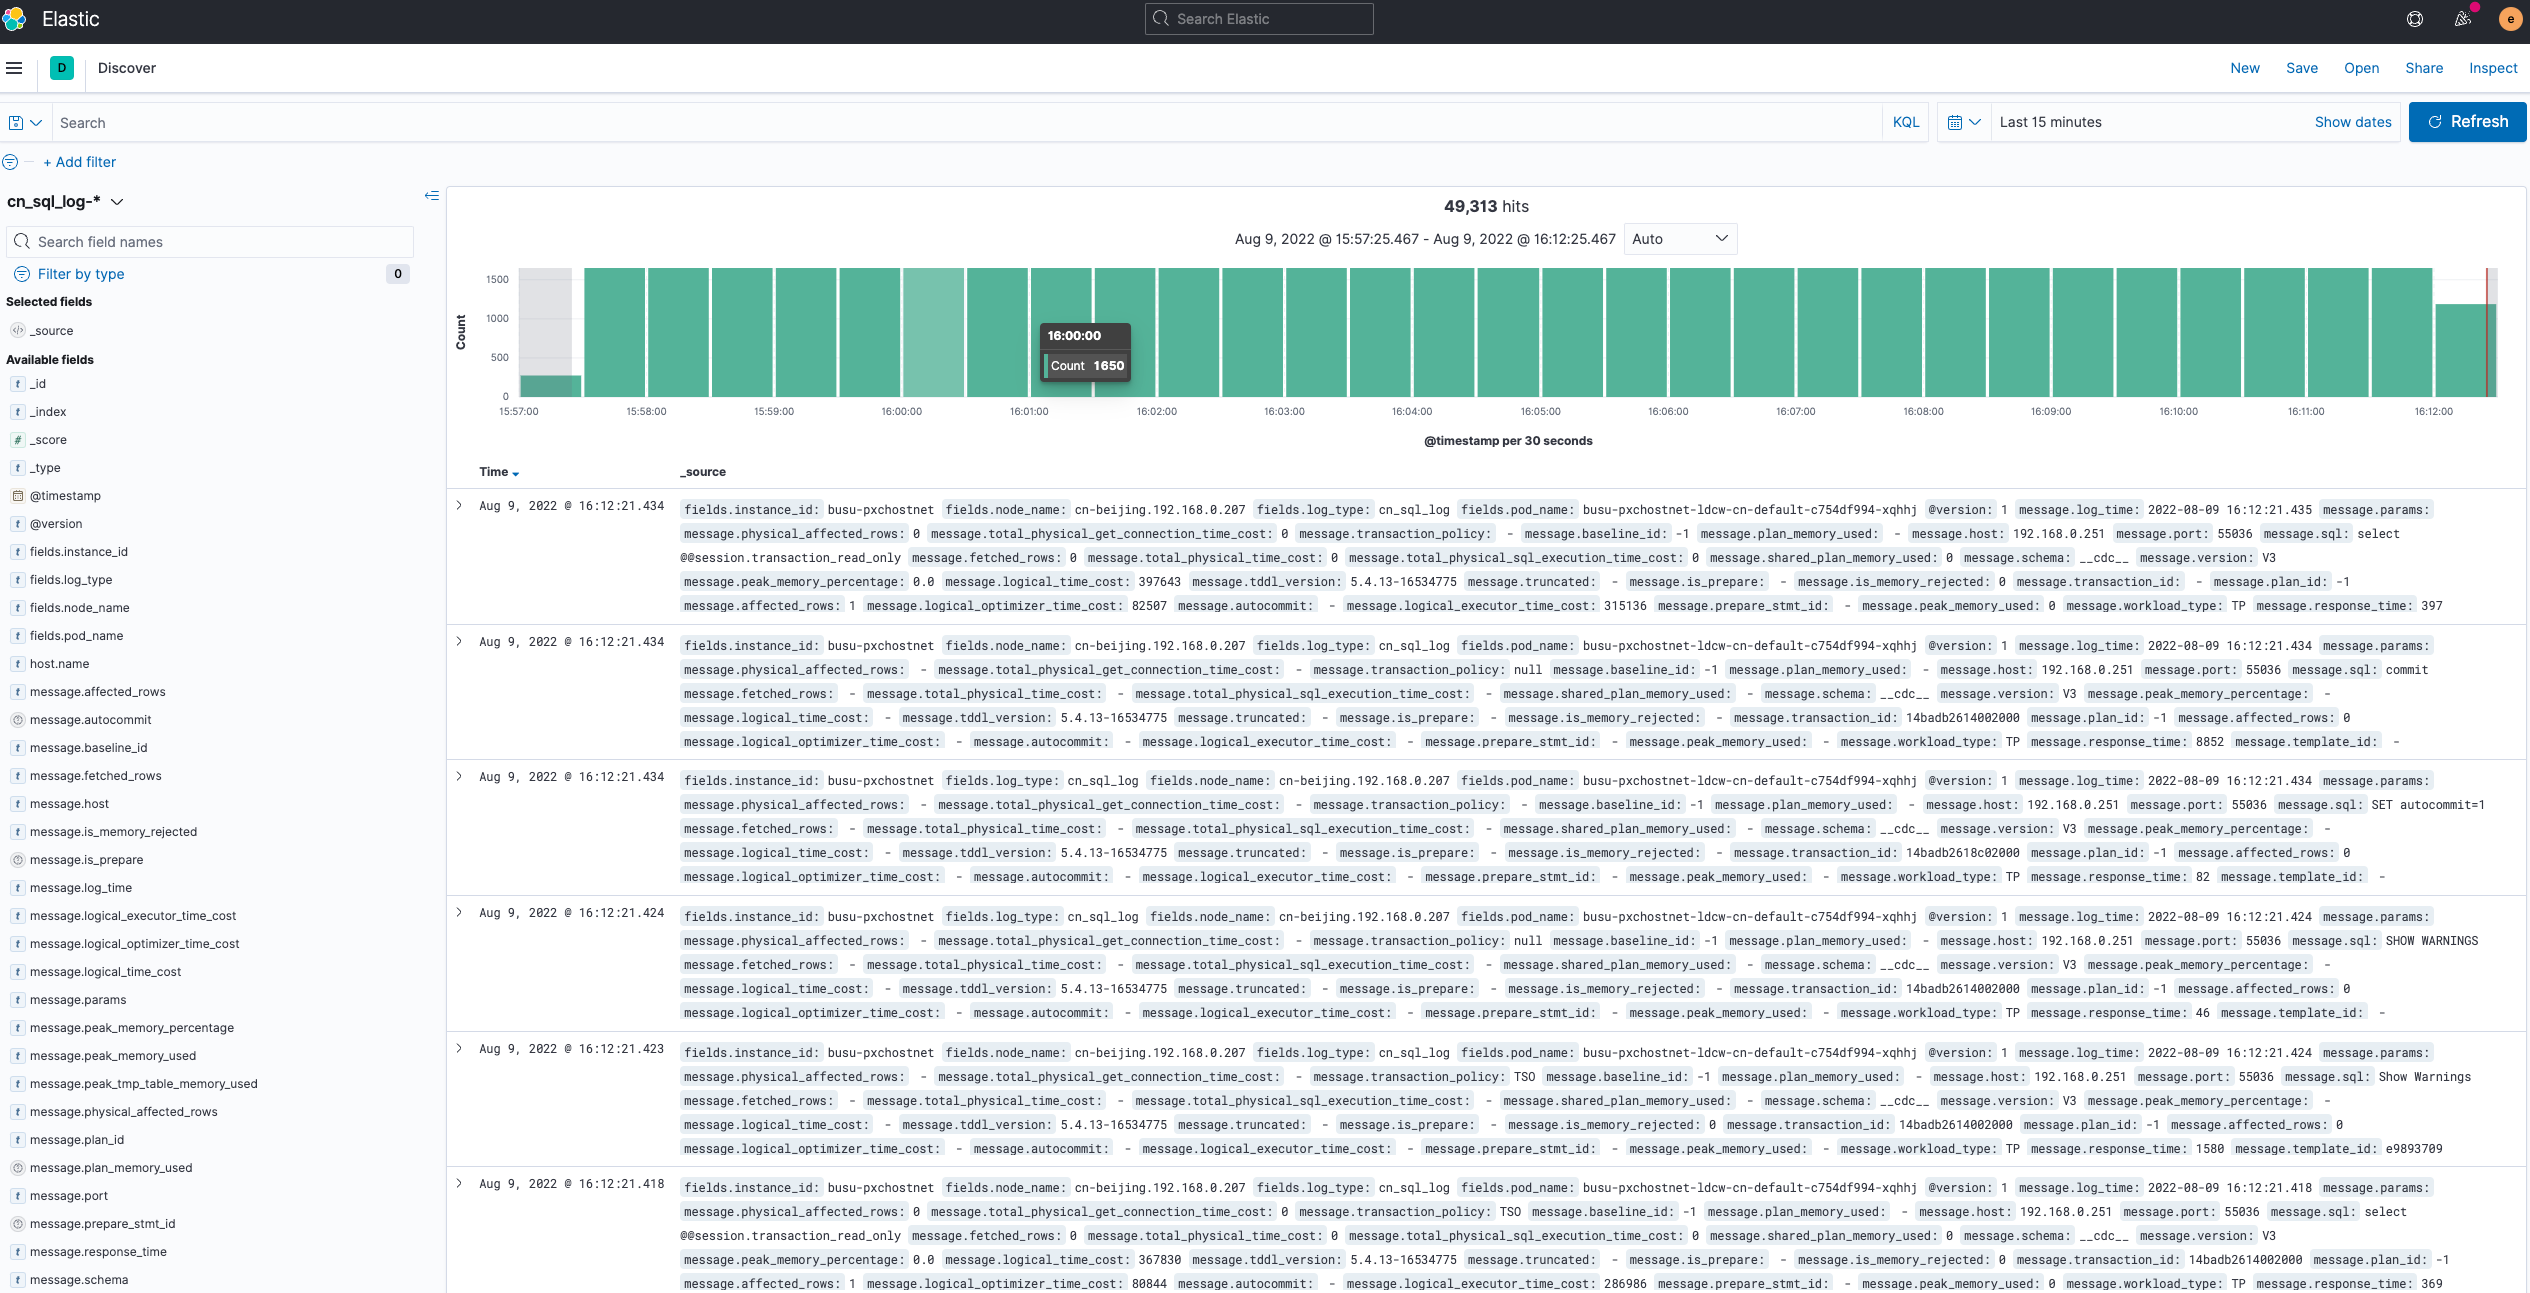 Elastic
Search Elastic
e
D
Discover
New Save Open Share Inspect
Search
KQL
Last 15 minutes
Show dates
Refresh
+ Add filter
cn_sql_log-*
Search field names
Filter by type 0
Selected fields
_source
Available fields
_id
_index
_score
_type
@timestamp
@version
fields.instance_id
fields.log_type
fields.node_name
fields.pod_name
host.name
message.affected_rows
message.autocommit
message.baseline_id
message.fetched_rows
message.host
message.is_memory_rejected
message.is_prepare
message.log_time
message.logical_executor_time_cost
message.logical_optimizer_time_cost
message.logical_time_cost
message.params
message.peak_memory_percentage
message.peak_memory_used
message.peak_tmp_table_memory_used
message.physical_affected_rows
message.plan_id
message.plan_memory_used
message.port
message.prepare_stmt_id
message.response_time
message.schema
49,313 hits
Aug 9, 2022 @ 15:57:25.467 - Aug 9, 2022 @ 16:12:25.467 Auto
Count
1500
1000
500
0
16:00:00
Count 1650
15:57:00 15:58:00 15:59:00 16:00:00 16:01:00 16:02:00 16:03:00 16:04:00 16:05:00 16:06:00 16:07:00 16:08:00 16:09:00 16:10:00 16:11:00 16:12:00
@timestamp per 30 seconds
Time _source
Aug 9, 2022 @ 16:12:21.434 fields.instance_id: busu-pxchostnet fields.node_name: cn-beijing.192.168.0.207 fields.log_type: cn_sql_log fields.pod_name: busu-pxchostnet-ldcw-cn-default-c754df994-xqhhj @version: 1 message.log_time: 2022-08-09 16:12:21.435 message.params:
message.physical_affected_rows: 0 message.total_physical_get_connection_time_cost: 0 message.transaction_policy: - message.baseline_id: -1 message.plan_memory_used: - message.host: 192.168.0.251 message.port: 55036 message.sql: select
@@session.transaction_read_only message.fetched_rows: 0 message.total_physical_time_cost: 0 message.total_physical_sql_execution_time_cost: 0 message.shared_plan_memory_used: 0 message.schema: __cdc__ message.version: V3
message.peak_memory_percentage: 0.0 message.logical_time_cost: 397643 message.tddl_version: 5.4.13-16534775 message.truncated: - message.is_prepare: - message.is_memory_rejected: 0 message.transaction_id: - message.plan_id: -1
message.affected_rows: 1 message.logical_optimizer_time_cost: 82507 message.autocommit: - message.logical_executor_time_cost: 315136 message.prepare_stmt_id: - message.peak_memory_used: 0 message.workload_type: TP message.response_time: 397
Aug 9, 2022 @ 16:12:21.434 fields.instance_id: busu-pxchostnet fields.node_name: cn-beijing.192.168.0.207 fields.log_type: cn_sql_log fields.pod_name: busu-pxchostnet-ldcw-cn-default-c754df994-xqhhj @version: 1 message.log_time: 2022-08-09 16:12:21.434 message.params:
message.physical_affected_rows: - message.total_physical_get_connection_time_cost: - message.transaction_policy: null message.baseline_id: -1 message.plan_memory_used: - message.host: 192.168.0.251 message.port: 55036 message.sql: commit
message.fetched_rows: - message.total_physical_time_cost: - message.total_physical_sql_execution_time_cost: - message.shared_plan_memory_used: - message.schema: __cdc__ message.version: V3 message.peak_memory_percentage: -
message.logical_time_cost: - message.tddl_version: 5.4.13-16534775 message.truncated: - message.is_prepare: - message.is_memory_rejected: - message.transaction_id: 14badb2614002000 message.plan_id: -1 message.affected_rows: 0
message.logical_optimizer_time_cost: - message.autocommit: - message.logical_executor_time_cost: - message.prepare_stmt_id: - message.peak_memory_used: - message.workload_type: TP message.response_time: 8852 message.template_id: -
Aug 9, 2022 @ 16:12:21.434 fields.instance_id: busu-pxchostnet fields.log_type: cn_sql_log fields.node_name: cn-beijing.192.168.0.207 fields.pod_name: busu-pxchostnet-ldcw-cn-default-c754df994-xqhhj @version: 1 message.log_time: 2022-08-09 16:12:21.434 message.params:
message.physical_affected_rows: - message.total_physical_get_connection_time_cost: - message.transaction_policy: - message.baseline_id: -1 message.plan_memory_used: - message.host: 192.168.0.251 message.port: 55036 message.sql: SET autocommit=1
message.fetched_rows: - message.total_physical_time_cost: - message.total_physical_sql_execution_time_cost: - message.shared_plan_memory_used: - message.schema: __cdc__ message.version: V3 message.peak_memory_percentage: -
message.logical_time_cost: - message.tddl_version: 5.4.13-16534775 message.truncated: - message.is_prepare: - message.is_memory_rejected: - message.transaction_id: 14badb2618c02000 message.plan_id: -1 message.affected_rows: 0
message.logical_optimizer_time_cost: - message.autocommit: - message.logical_executor_time_cost: - message.prepare_stmt_id: - message.peak_memory_used: - message.workload_type: TP message.response_time: 82 message.template_id: -
Aug 9, 2022 @ 16:12:21.424 fields.instance_id: busu-pxchostnet fields.log_type: cn_sql_log fields.node_name: cn-beijing.192.168.0.207 fields.pod_name: busu-pxchostnet-ldcw-cn-default-c754df994-xqhhj @version: 1 message.log_time: 2022-08-09 16:12:21.424 message.params:
message.physical_affected_rows: - message.total_physical_get_connection_time_cost: - message.transaction_policy: null message.baseline_id: -1 message.plan_memory_used: - message.host: 192.168.0.251 message.port: 55036 message.sql: SHOW WARNINGS
message.fetched_rows: - message.total_physical_time_cost: - message.total_physical_sql_execution_time_cost: - message.shared_plan_memory_used: - message.schema: __cdc__ message.version: V3 message.peak_memory_percentage: -
message.logical_time_cost: - message.tddl_version: 5.4.13-16534775 message.truncated: - message.is_prepare: - message.is_memory_rejected: - message.transaction_id: 14badb2614002000 message.plan_id: -1 message.affected_rows: 0
message.logical_optimizer_time_cost: - message.autocommit: - message.logical_executor_time_cost: - message.prepare_stmt_id: - message.peak_memory_used: - message.workload_type: TP message.response_time: 46 message.template_id: -
Aug 9, 2022 @ 16:12:21.423 fields.instance_id: busu-pxchostnet fields.node_name: cn-beijing.192.168.0.207 fields.log_type: cn_sql_log fields.pod_name: busu-pxchostnet-ldcw-cn-default-c754df994-xqhhj @version: 1 message.log_time: 2022-08-09 16:12:21.424 message.params:
message.physical_affected_rows: - message.total_physical_get_connection_time_cost: - message.transaction_policy: TSO message.baseline_id: -1 message.plan_memory_used: - message.host: 192.168.0.251 message.port: 55036 message.sql: Show Warnings
message.fetched_rows: - message.total_physical_time_cost: - message.total_physical_sql_execution_time_cost: - message.shared_plan_memory_used: - message.schema: __cdc__ message.version: V3 message.peak_memory_percentage: -
message.logical_time_cost: - message.tddl_version: 5.4.13-16534775 message.truncated: - message.is_prepare: - message.is_memory_rejected: 0 message.transaction_id: 14badb2614002000 message.plan_id: -1 message.affected_rows: 0
message.logical_optimizer_time_cost: - message.autocommit: - message.logical_executor_time_cost: - message.prepare_stmt_id: - message.peak_memory_used: - message.workload_type: TP message.response_time: 1580 message.template_id: e9893709
Aug 9, 2022 @ 16:12:21.418 fields.instance_id: busu-pxchostnet fields.node_name: cn-beijing.192.168.0.207 fields.log_type: cn_sql_log fields.pod_name: busu-pxchostnet-ldcw-cn-default-c754df994-xqhhj @version: 1 message.log_time: 2022-08-09 16:12:21.418 message.params:
message.physical_affected_rows: 0 message.total_physical_get_connection_time_cost: 0 message.transaction_policy: TSO message.baseline_id: -1 message.plan_memory_used: - message.host: 192.168.0.251 message.port: 55036 message.sql: select
@@session.transaction_read_only message.fetched_rows: 0 message.total_physical_time_cost: 0 message.total_physical_sql_execution_time_cost: 0 message.shared_plan_memory_used: 0 message.schema: __cdc__ message.version: V3
message.peak_memory_percentage: 0.0 message.logical_time_cost: 367830 message.tddl_version: 5.4.13-16534775 message.truncated: - message.is_prepare: - message.is_memory_rejected: 0 message.transaction_id: 14badb2614002000 message.plan_id: -1
message.affected_rows: 1 message.logical_optimizer_time_cost: 80844 message.autocommit: - message.logical_executor_time_cost: 286986 message.prepare_stmt_id: - message.peak_memory_used: 0 message.workload_type: TP message.response_time: 369